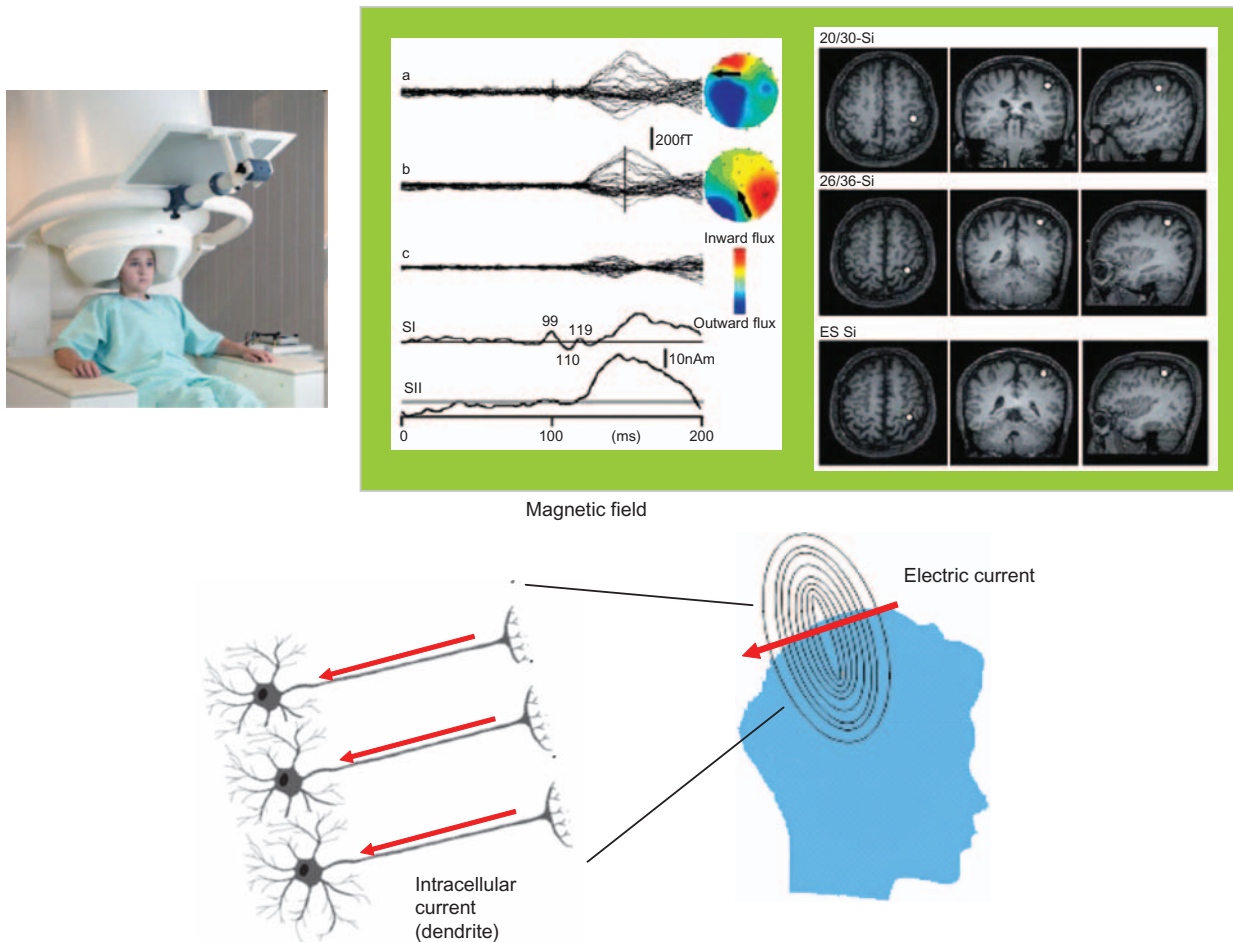 a
200fT
b
Inward flux
c
Outward flux
SI
99
119
110
10nAm
SII
0
100
(ms)
200
20/30-Si
26/36-Si
ES Si
Magnetic field
Electric current
Intracellular
current
(dendrite)